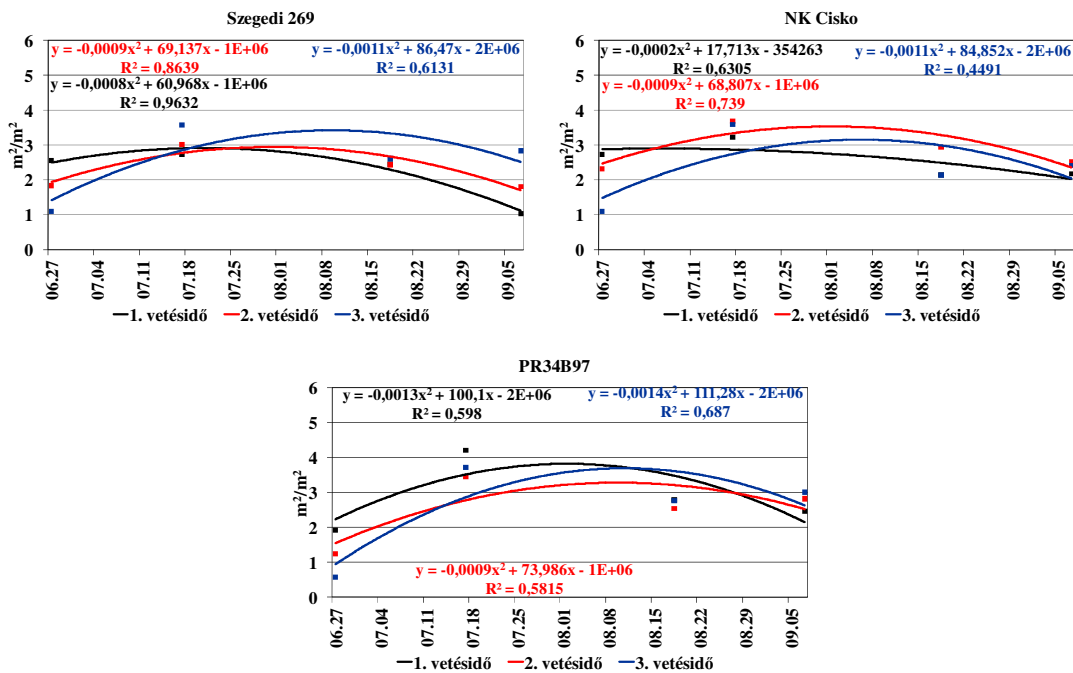 Szegedi 269
y = -0,0009x² + 69,137x - 1E+06
R² = 0,8639
y = -0,0011x² + 86,47x - 2E+06
R² = 0,6131
y = -0,0008x² + 60,968x - 1E+06
R² = 0,9632
m²/m²
6
5
4
3
2
1
0
06.27
07.04
07.11
07.18
07.25
08.01
08.08
08.15
08.22
08.29
09.05
1. vetésidő
2. vetésidő
3. vetésidő
NK Cisko
y = -0,0002x² + 17,713x - 354263
R² = 0,6305
y = -0,0011x² + 84,852x - 2E+06
R² = 0,4491
y = -0,0009x² + 68,807x - 1E+06
R² = 0,739
m²/m²
6
5
4
3
2
1
0
06.27
07.04
07.11
07.18
07.25
08.01
08.08
08.15
08.22
08.29
09.05
1. vetésidő
2. vetésidő
3. vetésidő
PR34B97
y = -0,0013x² + 100,1x - 2E+06
R² = 0,598
y = -0,0014x² + 111,28x - 2E+06
R² = 0,687
y = -0,0009x² + 73,986x - 1E+06
R² = 0,5815
m²/m²
6
5
4
3
2
1
0
06.27
07.04
07.11
07.18
07.25
08.01
08.08
08.15
08.22
08.29
09.05
1. vetésidő
2. vetésidő
3. vetésidő